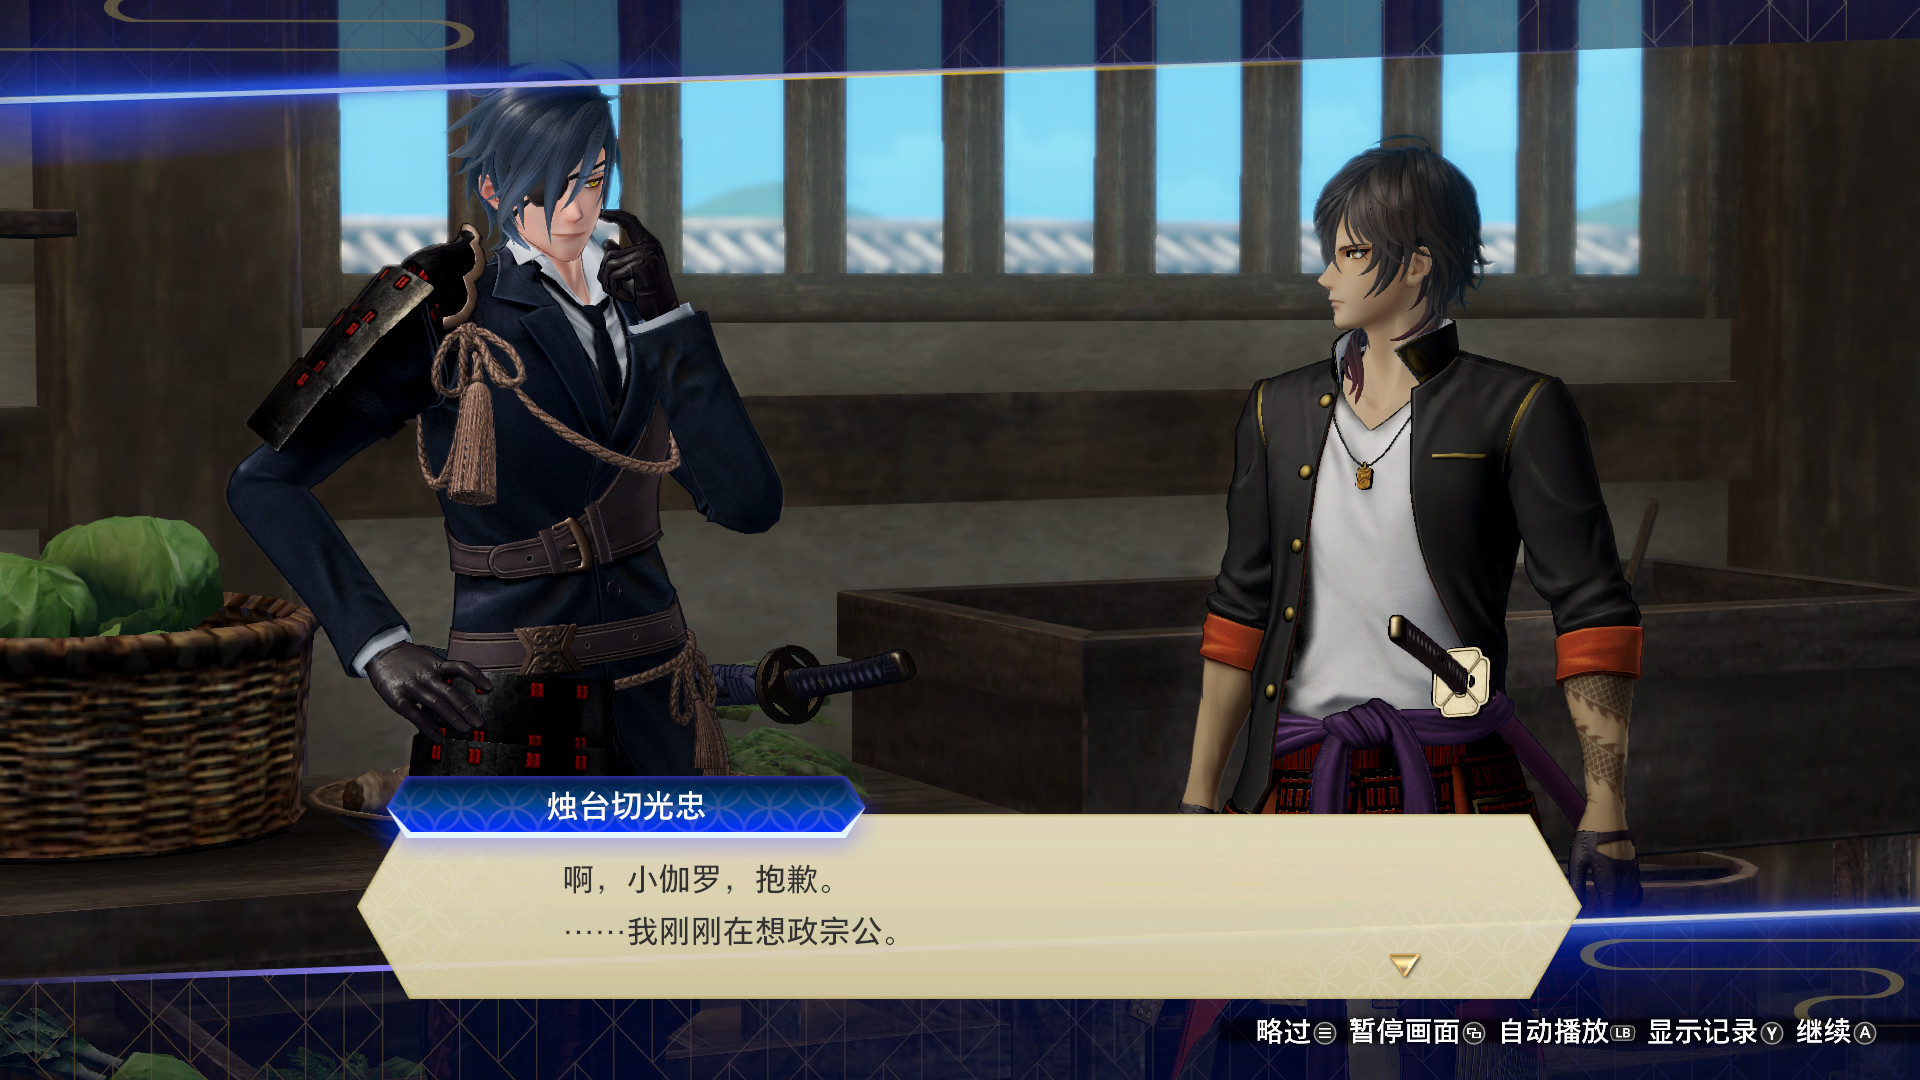 烛台切光忠
啊，小伽罗，抱歉。
……我刚刚在想政宗公。
略过 暂停画面 自动播放 LB 显示记录 Y 继续 A